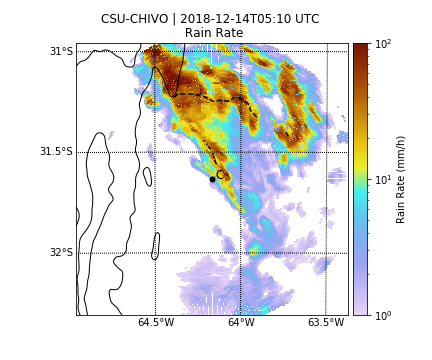 CSU-CHIVO | 2018-12-14T05:10 UTC
Rain Rate
31°S
31.5°S
32°S
C
64.5°W
64°W
63.5°W
10²
10¹
10⁰
Rain Rate (mm/h)